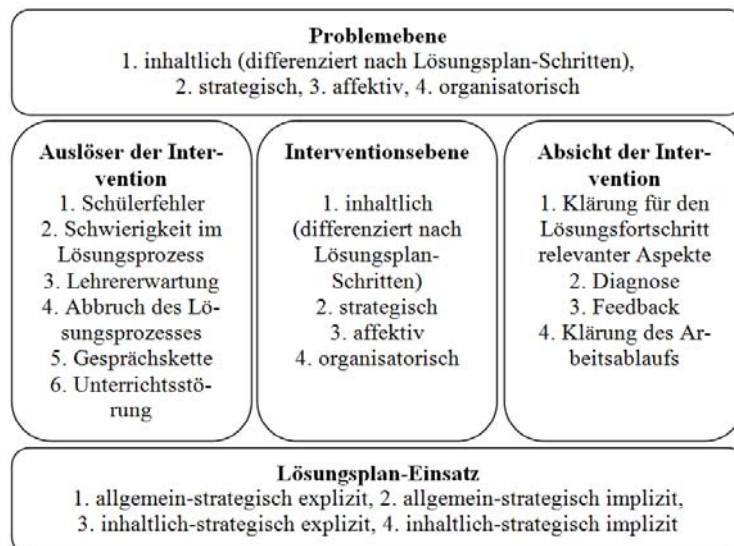 Problemebene
1. inhaltlich (differenziert nach Lösungsplan-Schritten),
2. strategisch, 3. affektiv, 4. organisatorisch
Auslöser der Inter-
vention
1. Schülerfehler
2. Schwierigkeit im
Lösungsprozess
3. Lehrererwartung
4. Abbruch des Lö-
sungsprozesses
5. Gesprächskette
6. Unterrichtsstö-
rung
Interventionsebene
1. inhaltlich
(differenziert nach
Lösungsplan-
Schritten)
2. strategisch
3. affektiv
4. organisatorisch
Absicht der Inter-
vention
1. Klärung für den
Lösungsfortschritt
relevanter Aspekte
2. Diagnose
3. Feedback
4. Klärung des Ar-
beitsablaufs
Lösungsplan-Einsatz
1. allgemein-strategisch explizit, 2. allgemein-strategisch implizit,
3. inhaltlich-strategisch explizit, 4. inhaltlich-strategisch implizit